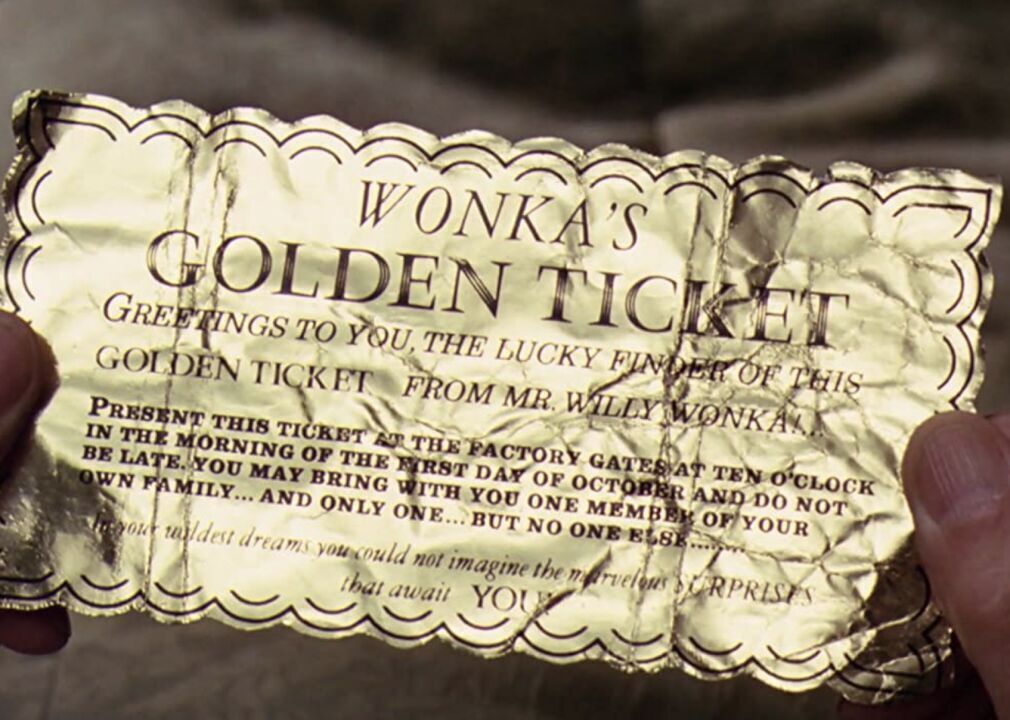 WONKA'S
GOLDEN TICKET
GREETINGS TO YOU, THE LUCKY FINDER OF THIS
GOLDEN TICKET FROM MR. WILLY WONKA!...
PRESENT THIS TICKET AT THE FACTORY GATES AT TEN O'CLOCK
IN THE MORNING OF THE FIRST DAY OF OCTOBER AND DO NOT
BE LATE. YOU MAY BRING WITH YOU ONE MEMBER OF YOUR
OWN FAMILY... AND ONLY ONE... BUT NO ONE ELSE........
In your wildest dreams you could not imagine the marvelous SURPRISES
that await YOU!